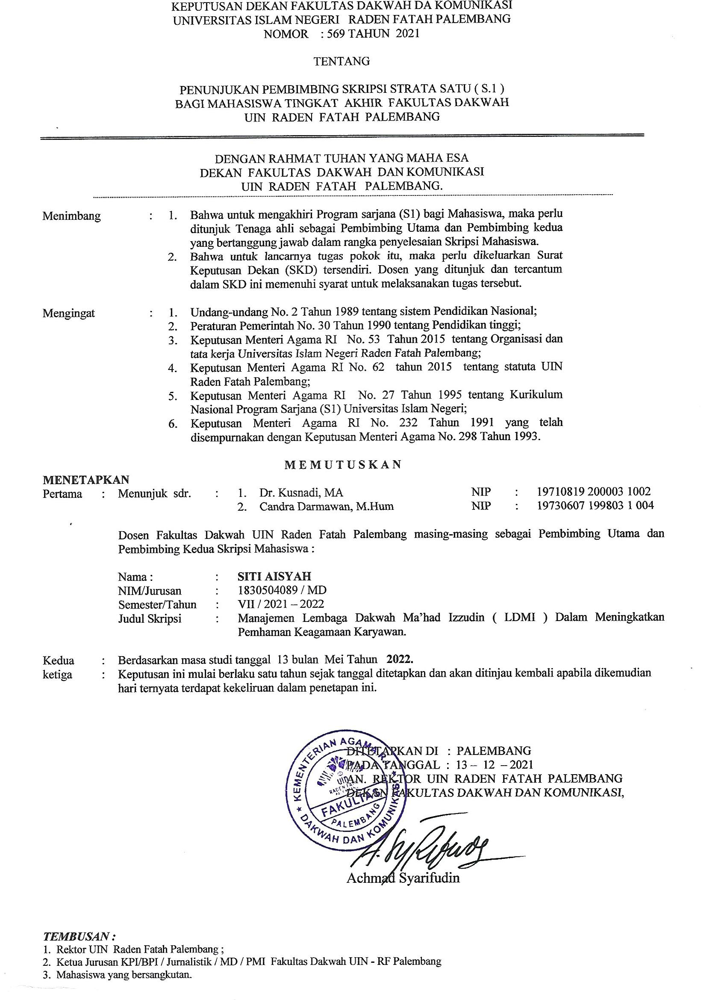 KEPUTUSAN DEKAN FAKULTAS DAKWAH DA KOMUNIKASI
UNIVERSITAS ISLAM NEGERI RADEN FATAH PALEMBANG
NOMOR : 569 TAHUN 2021
TENTANG
PENUNJUKAN PEMBIMBING SKRIPSI STRATA SATU ( S.1 )
BAGI MAHASISWA TINGKAT AKHIR FAKULTAS DAKWAH
UIN RADEN FATAH PALEMBANG
DENGAN RAHMAT TUHAN YANG MAHA ESA
DEKAN FAKULTAS DAKWAH DAN KOMUNIKASI
UIN RADEN FATAH PALEMBANG.
Menimbang : 1. Bahwa untuk mengakhiri Program sarjana (S1) bagi Mahasiswa, maka perlu
ditunjuk Tenaga ahli sebagai Pembimbing Utama dan Pembimbing kedua
yang bertanggung jawab dalam rangka penyelesaian Skripsi Mahasiswa.
2. Bahwa untuk lancarnya tugas pokok itu, maka perlu dikeluarkan Surat
Keputusan Dekan (SKD) tersendiri. Dosen yang ditunjuk dan tercantum
dalam SKD ini memenuhi syarat untuk melaksanakan tugas tersebut.
Mengingat : 1. Undang-undang No. 2 Tahun 1989 tentang sistem Pendidikan Nasional;
2. Peraturan Pemerintah No. 30 Tahun 1990 tentang Pendidikan tinggi;
3. Keputusan Menteri Agama RI No. 53 Tahun 2015 tentang Organisasi dan
tata kerja Universitas Islam Negeri Raden Fatah Palembang;
4. Keputusan Menteri Agama RI No. 62 tahun 2015 tentang statuta UIN
Raden Fatah Palembang;
5. Keputusan Menteri Agama RI No. 27 Tahun 1995 tentang Kurikulum
Nasional Program Sarjana (S1) Universitas Islam Negeri;
6. Keputusan Menteri Agama RI No. 232 Tahun 1991 yang telah
disempurnakan dengan Keputusan Menteri Agama No. 298 Tahun 1993.
M E M U T U S K A N
MENETAPKAN
Pertama : Menunjuk sdr. : 1. Dr. Kusnadi, MA NIP : 19710819 200003 1002
2. Candra Darmawan, M.Hum NIP : 19730607 199803 1 004
Dosen Fakultas Dakwah UIN Raden Fatah Palembang masing-masing sebagai Pembimbing Utama dan
Pembimbing Kedua Skripsi Mahasiswa :
Nama : : SITI AISYAH
NIM/Jurusan : 1830504089 / MD
Semester/Tahun : VII / 2021 – 2022
Judul Skripsi : Manajemen Lembaga Dakwah Ma’had Izzudin ( LDMI ) Dalam Meningkatkan
Pemhaman Keagamaan Karyawan.
Kedua : Berdasarkan masa studi tanggal 13 bulan Mei Tahun 2022.
ketiga : Keputusan ini mulai berlaku satu tahun sejak tanggal ditetapkan dan akan ditinjau kembali apabila dikemudian
hari ternyata terdapat kekeliruan dalam penetapan ini.
KEMENTERIAN AGAMA R.I
UIN
RADEN FATAH
FAKULTAS
PALEMBANG
DAKWAH DAN KOMUNIKASI
DITETAPKAN DI : PALEMBANG
PADA TANGGAL : 13 – 12 – 2021
AN. REKTOR UIN RADEN FATAH PALEMBANG
DEKAN FAKULTAS DAKWAH DAN KOMUNIKASI,
Achmad Syarifudin
TEMBUSAN :
1. Rektor UIN Raden Fatah Palembang ;
2. Ketua Jurusan KPI/BPI / Jurnalistik / MD / PMI Fakultas Dakwah UIN - RF Palembang
3. Mahasiswa yang bersangkutan.